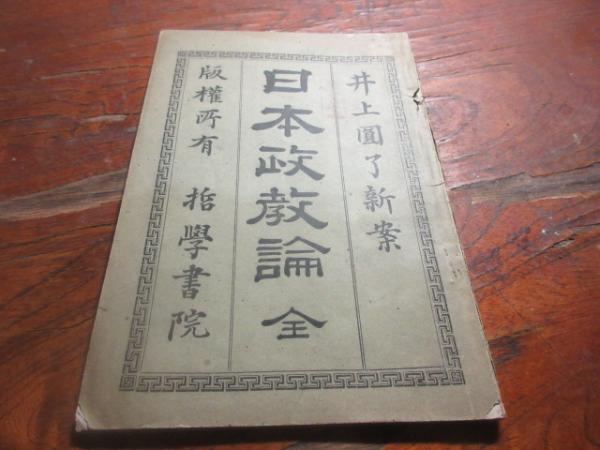 井上圓了新案
日本政教論 全
版權所有 哲學書院